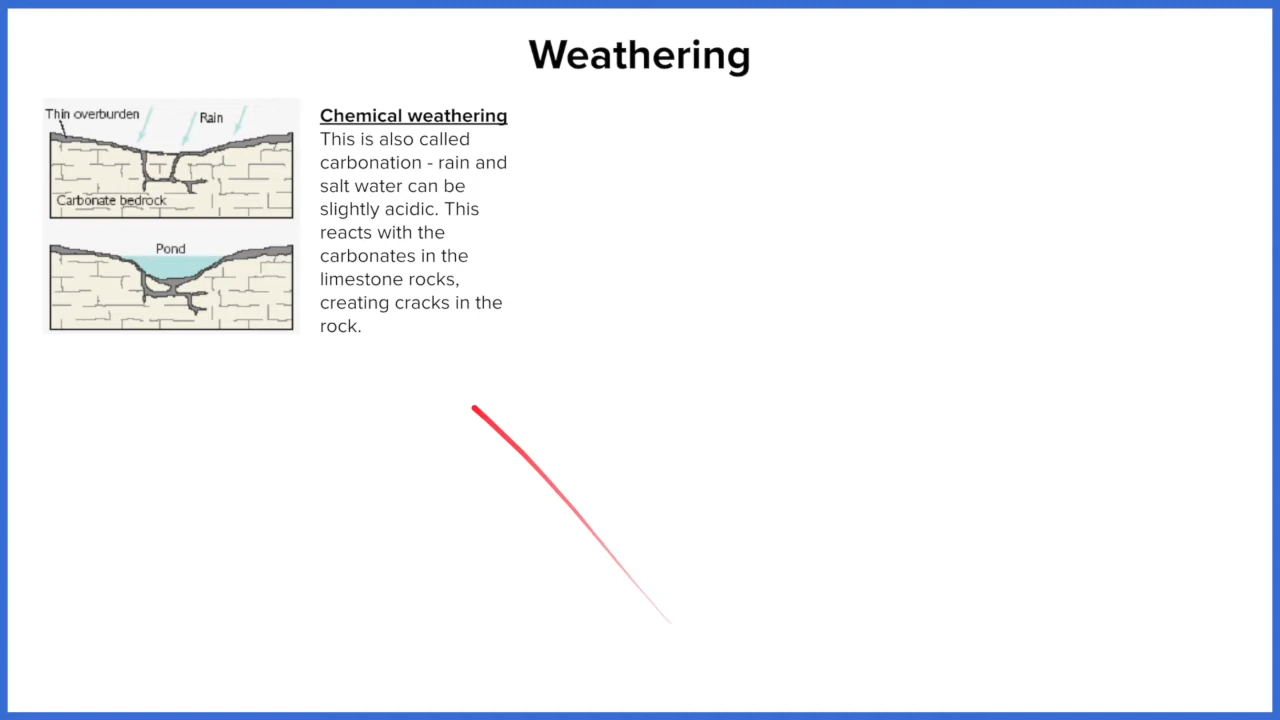 Weathering
Thin overburden
Rain
Carbonate bedrock
Pond
Chemical weathering
This is also called
carbonation - rain and
salt water can be
slightly acidic. This
reacts with the
carbonates in the
limestone rocks,
creating cracks in the
rock.